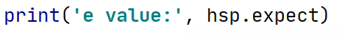 print('e value:', hsp.expect)